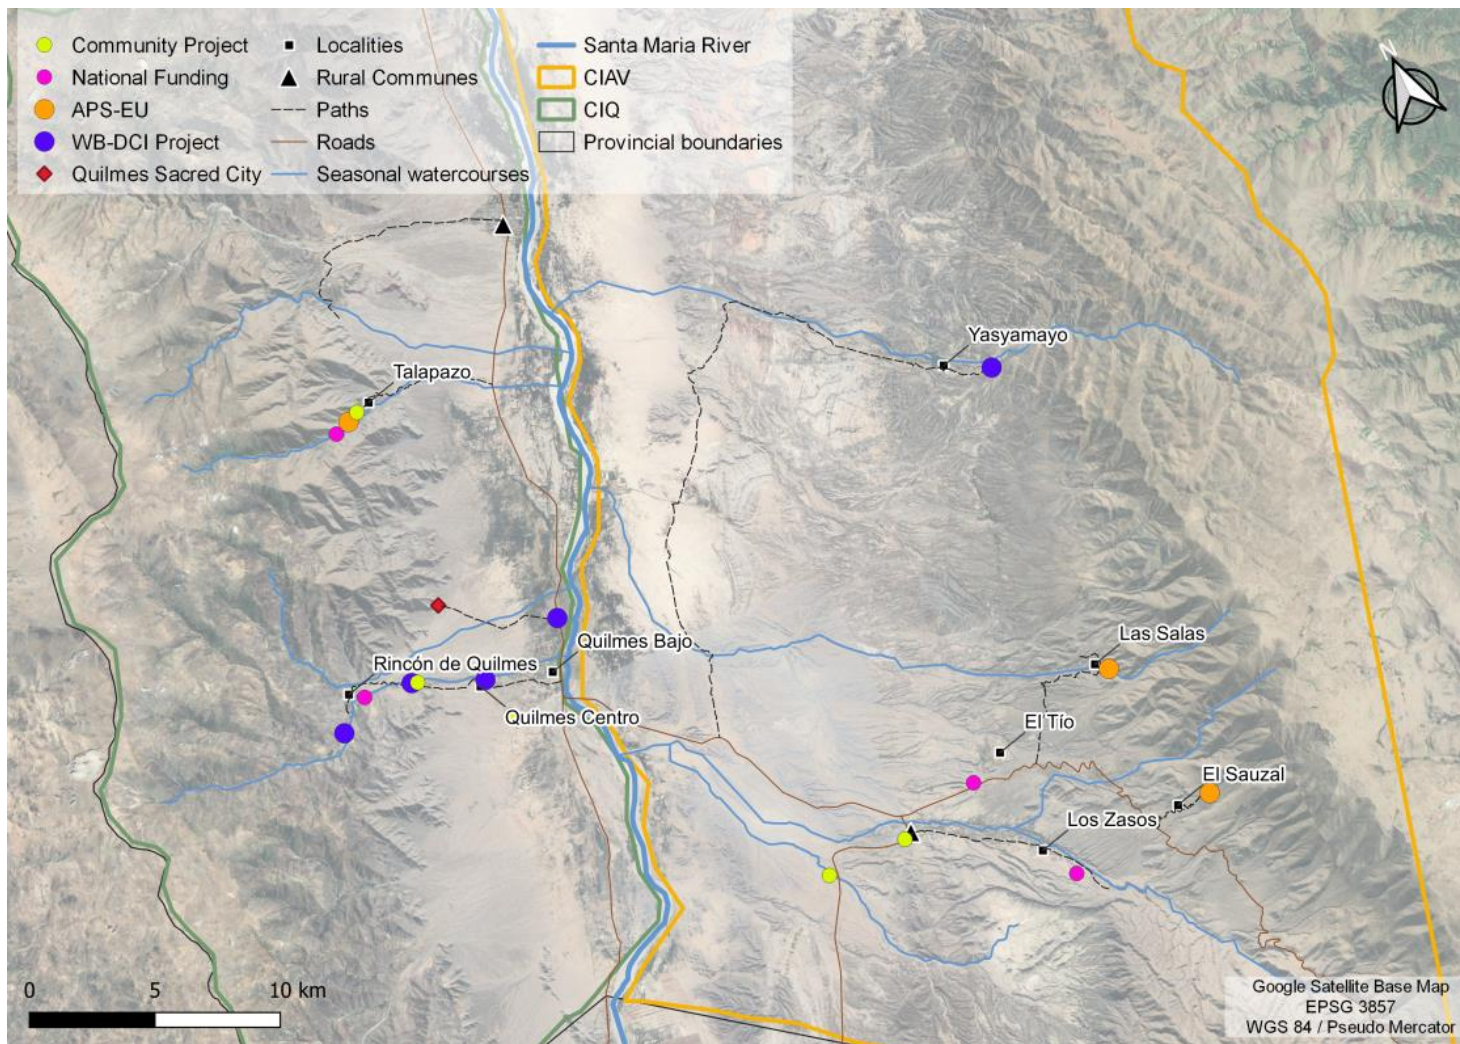 Community Project
National Funding
APS-EU
WB-DCI Project
Quilmes Sacred City
Localities
Rural Communes
Paths
Roads
Seasonal watercourses
Santa Maria River
CIAV
CIQ
Provincial boundaries
N
Yasyamayo
Talapazo
Las Salas
Quilmes Bajo
Rincón de Quilmes
Quilmes Centro
El Tío
El Sauzal
Los Zasos
0 5 10 km
Google Satellite Base Map
EPSG 3857
WGS 84 / Pseudo Mercator